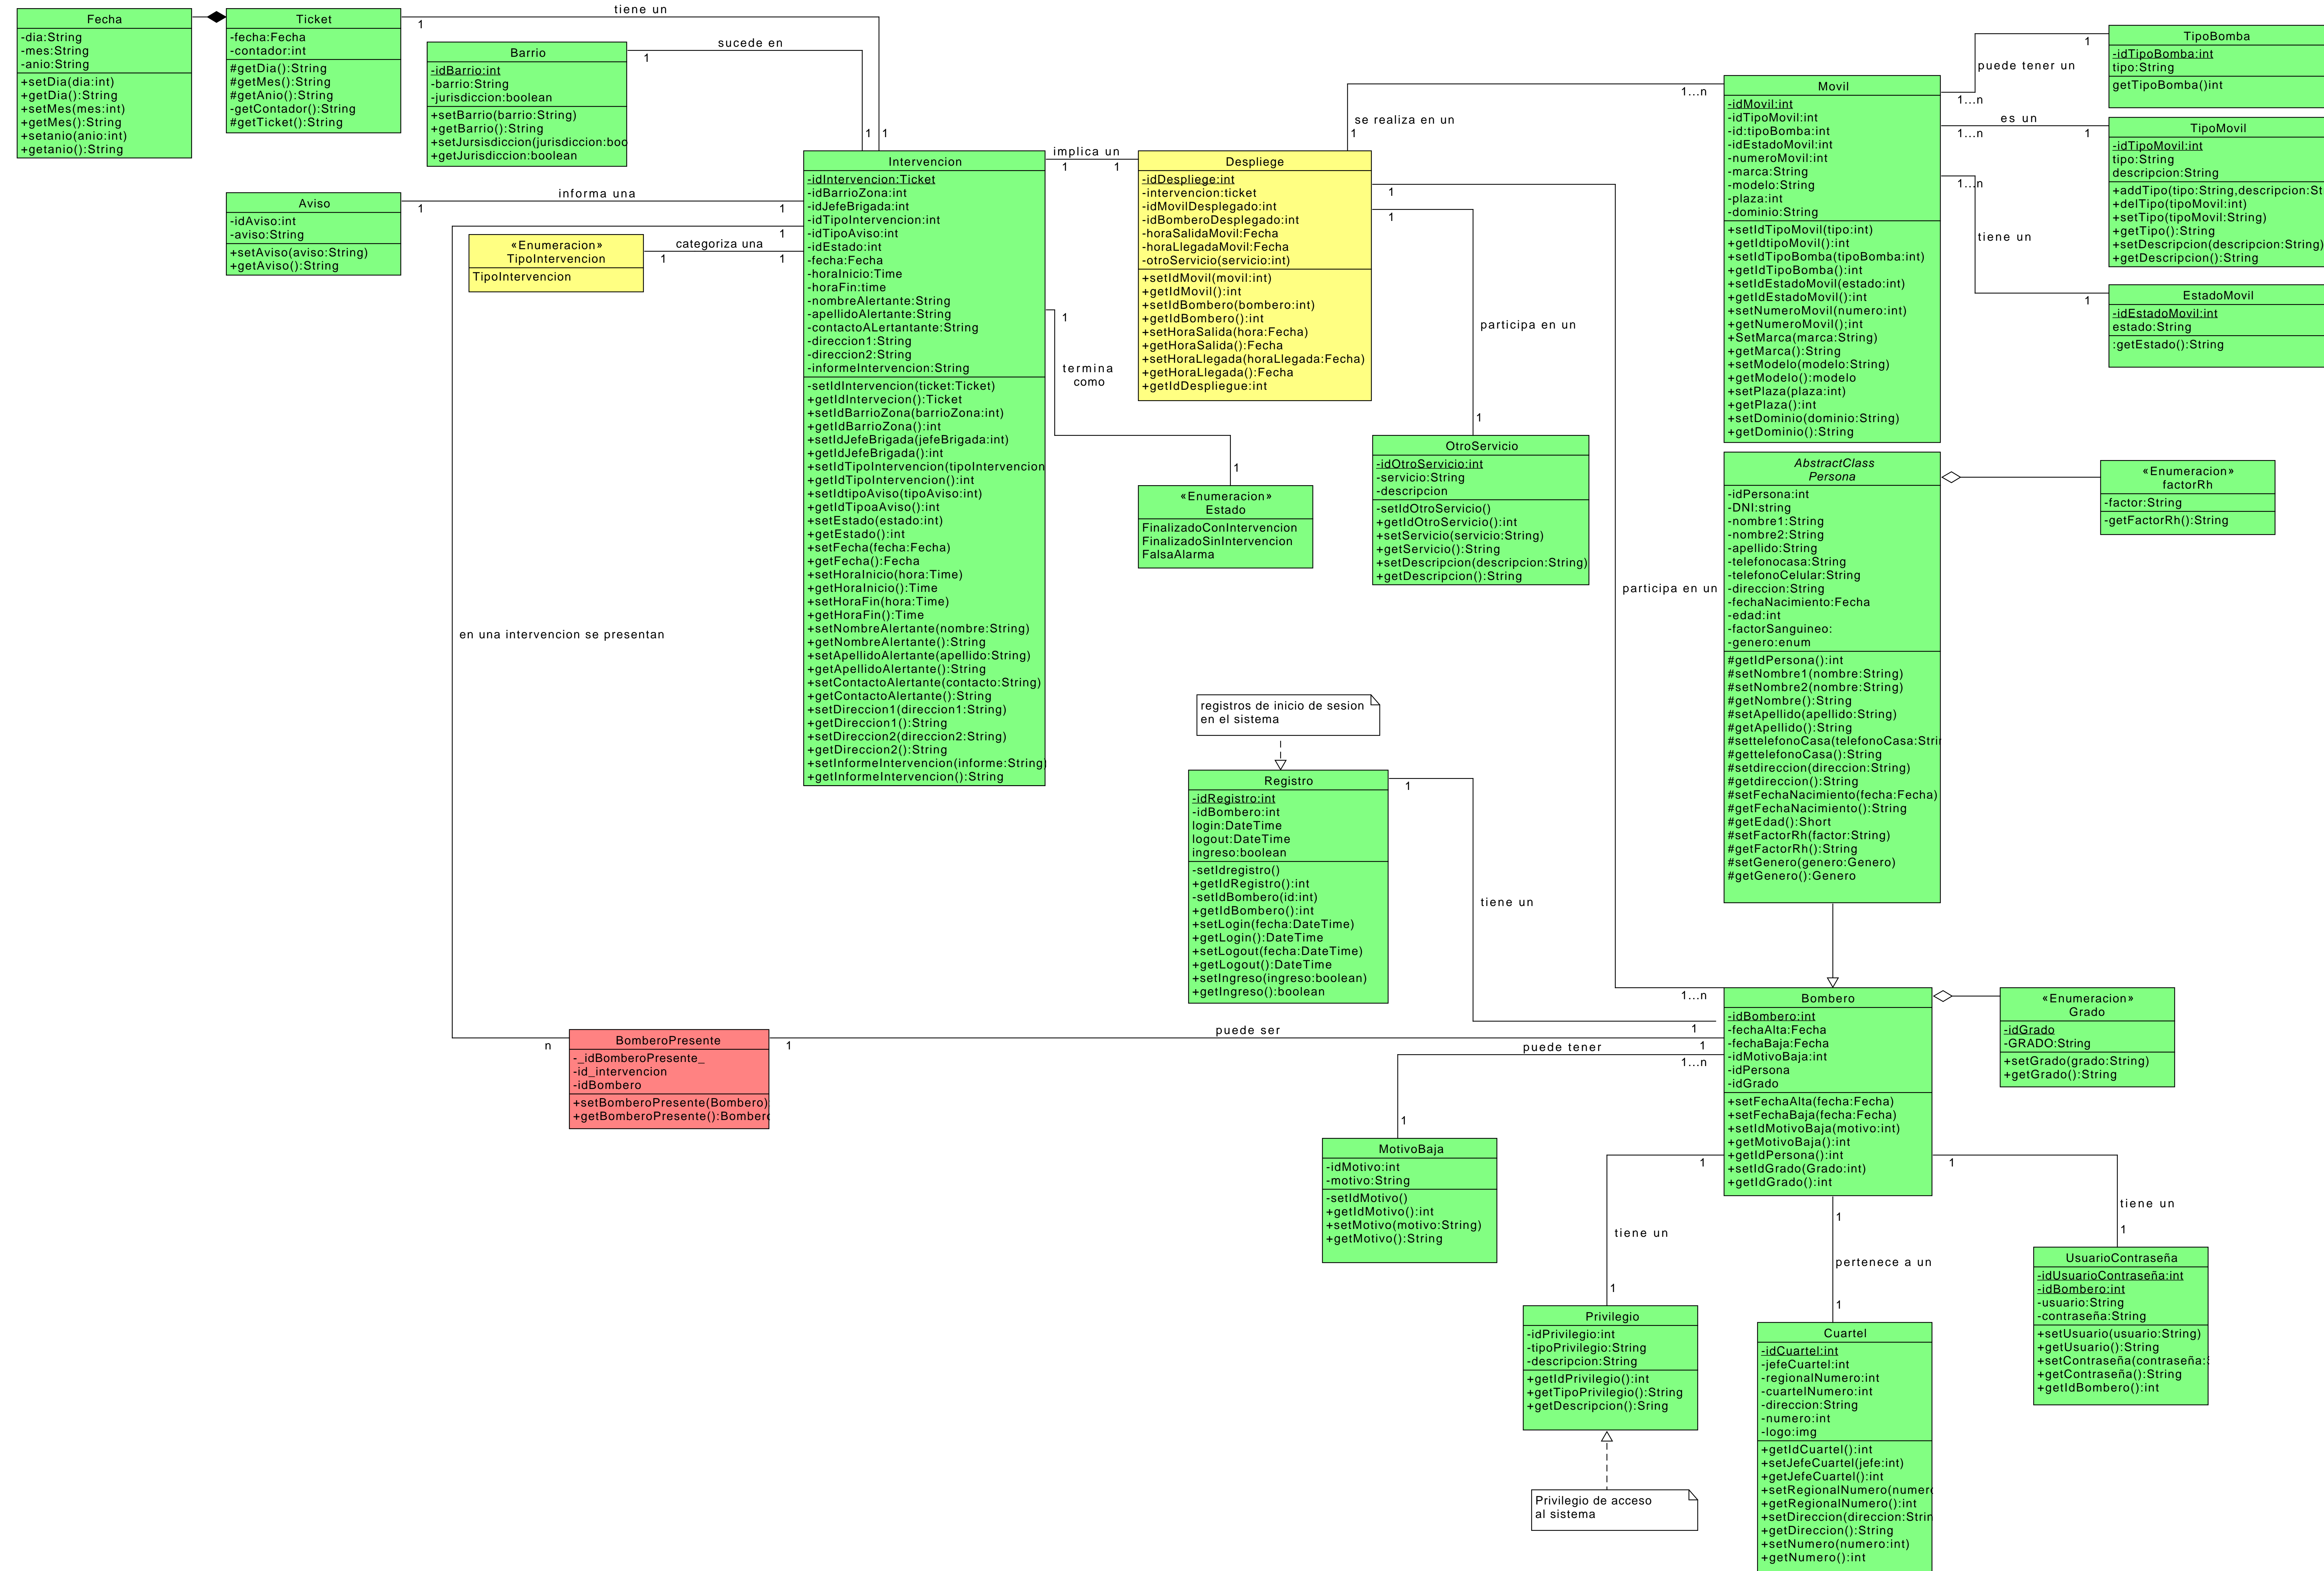 Fecha
-dia:String
-mes:String
-anio:String
+setDia(dia:int)
+getDia():String
+setMes(mes:int)
+getMes():String
+setanio(anio:int)
+getanio():String
Ticket
-fecha:Fecha
-contador:int
#getDia():String
#getMes():String
#getAnio():String
-getContador():String
#getTicket():String
tiene un
1
1
Barrio
-idBarrio:int
-barrio:String
-jurisdiccion:boolean
+setBarrio(barrio:String)
+getBarrio():String
+setJursisdiccion(jurisdiccion:boo
+getJurisdiccion:boolean
sucede en
1
1
Aviso
-idAviso:int
-aviso:String
+setAviso(aviso:String)
+getAviso():String
informa una
1
1
«Enumeracion»
TipoIntervencion
TipoIntervencion
categoriza una
1
1
1
Intervencion
-idIntervencion:Ticket
-idBarrioZona:int
-idJefeBrigada:int
-idTipoIntervencion:int
-idTipoAviso:int
-idEstado:int
-fecha:Fecha
-horaInicio:Time
-horaFin:time
-nombreAlertante:String
-apellidoAlertante:String
-contactoALertantante:String
-direccion1:String
-direccion2:String
-informeIntervencion:String
-setIdIntervencion(ticket:Ticket)
+getIdIntervecion():Ticket
+setIdBarrioZona(barrioZona:int)
+getIdBarrioZona():int
+setIdJefeBrigada(jefeBrigada:int)
+getIdJefeBrigada():int
+setIdTipoIntervencion(tipoIntervencion
+getIdTipoIntervencion():int
+setIdtipoAviso(tipoAviso:int)
+getIdTipoaAviso():int
+setEstado(estado:int)
+getEstado():int
+setFecha(fecha:Fecha)
+getFecha():Fecha
+setHoraInicio(hora:Time)
+getHoraInicio():Time
+setHoraFin(hora:Time)
+getHoraFin():Time
+setNombreAlertante(nombre:String)
+getNombreAlertante():String
+setApellidoAlertante(apellido:String)
+getApellidoAlertante():String
+setContactoAlertante(contacto:String)
+getContactoAlertante():String
+setDireccion1(direccion1:String)
+getDireccion1():String
+setDireccion2(direccion2:String)
+getDireccion2():String
+setInformeIntervencion(informe:String)
+getInformeIntervencion():String
implica un
1
1
Despliege
-idDespliege:int
-intervencion:ticket
-idMovilDesplegado:int
-idBomberoDesplegado:int
-horaSalidaMovil:Fecha
-horaLlegadaMovil:Fecha
-otroServicio(servicio:int)
+setIdMovil(movil:int)
+getIdMovil():int
+setIdBombero(bombero:int)
+getIdBombero():int
+setHoraSalida(hora:Fecha)
+getHoraSalida():Fecha
+setHoraLlegada(horaLlegada:Fecha)
+getHoraLlegada():Fecha
+getIdDespliegue:int
se realiza en un
1
1...n
1
1
participa en un
1
participa en un
1...n
termina
como
1
1
«Enumeracion»
Estado
FinalizadoConIntervencion
FinalizadoSinIntervencion
FalsaAlarma
OtroServicio
-idOtroServicio:int
-servicio:String
-descripcion
-setIdOtroServicio()
+getIdOtroServicio():int
+setServicio(servicio:String)
+getServicio():String
+setDescripcion(descripcion:String)
+getDescripcion():String
Movil
-idMovil:int
-idTipoMovil:int
-id:tipoBomba:int
-idEstadoMovil:int
-numeroMovil:int
-marca:String
-modelo:String
-plaza:int
-dominio:String
+setIdTipoMovil(tipo:int)
+getIdtipoMovil():int
+setIdTipoBomba(tipoBomba:int)
+getIdTipoBomba():int
+setIdEstadoMovil(estado:int)
+getIdEstadoMovil():int
+setNumeroMovil(numero:int)
+getNumeroMovil();int
+SetMarca(marca:String)
+getMarca():String
+setModelo(modelo:String)
+getModelo():modelo
+setPlaza(plaza:int)
+getPlaza():int
+setDominio(dominio:String)
+getDominio():String
puede tener un
1
1...n
es un
1...n
1
1...n
tiene un
1
TipoBomba
-idTipoBomba:int
tipo:String
getTipoBomba()int
TipoMovil
-idTipoMovil:int
tipo:String
descripcion:String
+addTipo(tipo:String,descripcion:St
+delTipo(tipoMovil:int)
+setTipo(tipoMovil:String)
+getTipo():String
+setDescripcion(descripcion:String)
+getDescripcion():String
EstadoMovil
-idEstadoMovil:int
estado:String
:getEstado():String
AbstractClass
Persona
-idPersona:int
-DNI:string
-nombre1:String
-nombre2:String
-apellido:String
-telefonocasa:String
-telefonoCelular:String
-direccion:String
-fechaNacimiento:Fecha
-edad:int
-factorSanguineo:
-genero:enum
#getIdPersona():int
#setNombre1(nombre:String)
#setNombre2(nombre:String)
#getNombre():String
#setApellido(apellido:String)
#getApellido():String
#settelefonoCasa(telefonoCasa:Strin
#gettelefonoCasa():String
#setdireccion(direccion:String)
#getdireccion():String
#setFechaNacimiento(fecha:Fecha)
#getFechaNacimiento():String
#getEdad():Short
#setFactorRh(factor:String)
#getFactorRh():String
#setGenero(genero:Genero)
#getGenero():Genero
«Enumeracion»
factorRh
-factor:String
-getFactorRh():String
en una intervencion se presentan
registros de inicio de sesion
en el sistema
Registro
-idRegistro:int
-idBombero:int
login:DateTime
logout:DateTime
ingreso:boolean
-setIdregistro()
+getIdRegistro():int
-setIdBombero(id:int)
+getIdBombero():int
+setLogin(fecha:DateTime)
+getLogin():DateTime
+setLogout(fecha:DateTime)
+getLogout():DateTime
+setIngreso(ingreso:boolean)
+getIngreso():boolean
1
tiene un
1
n
BomberoPresente
-_idBomberoPresente_
-id_intervencion
-idBombero
+setBomberoPresente(Bombero)
+getBomberoPresente():Bombero
1
puede ser
1
puede tener
1...n
1
Bombero
-idBombero:int
-fechaAlta:Fecha
-fechaBaja:Fecha
-idMotivoBaja:int
-idPersona
-idGrado
+setFechaAlta(fecha:Fecha)
+setFechaBaja(fecha:Fecha)
+setIdMotivoBaja(motivo:int)
+getMotivoBaja():int
+getIdPersona():int
+setIdGrado(Grado:int)
+getIdGrado():int
«Enumeracion»
Grado
-idGrado
-GRADO:String
+setGrado(grado:String)
+getGrado():String
MotivoBaja
-idMotivo:int
-motivo:String
-setIdMotivo()
+getIdMotivo():int
+setMotivo(motivo:String)
+getMotivo():String
1
tiene un
1
Privilegio
-idPrivilegio:int
-tipoPrivilegio:String
-descripcion:String
+getIdPrivilegio():int
+getTipoPrivilegio():String
+getDescripcion():Sring
Privilegio de acceso
al sistema
1
pertenece a un
1
Cuartel
-idCuartel:int
-jefeCuartel:int
-regionalNumero:int
-cuartelNumero:int
-direccion:String
-numero:int
-logo:img
+getIdCuartel():int
+setJefeCuartel(jefe:int)
+getJefeCuartel():int
+setRegionalNumero(numero
+getRegionalNumero():int
+setDireccion(direccion:Strin
+getDireccion():String
+setNumero(numero:int)
+getNumero():int
1
tiene un
1
UsuarioContraseña
-idUsuarioContraseña:int
-idBombero:int
-usuario:String
-contraseña:String
+setUsuario(usuario:String)
+getUsuario():String
+setContraseña(contraseña:S
+getContraseña():String
+getIdBombero():int